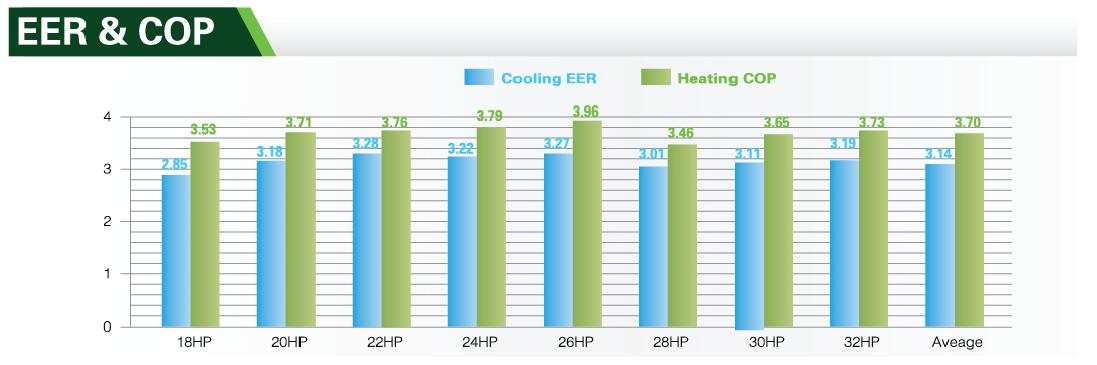 EER & COP
Cooling EER Heating COP
4
3
2
1
0
2.85 3.53 3.18 3.71 3.28 3.76 3.22 3.79 3.27 3.96 3.01 3.46 3.11 3.65 3.19 3.73 3.14 3.70
18HP 20HP 22HP 24HP 26HP 28HP 30HP 32HP Aveage